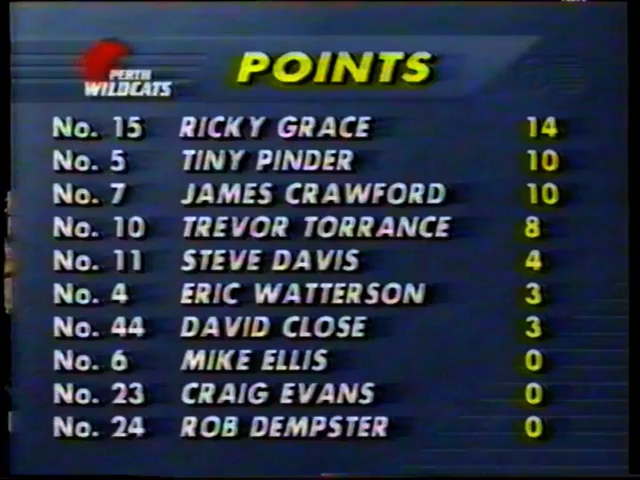 PERTH
WILDCATS
POINTS
No. 15 RICKY GRACE 14
No. 5 TINY PINDER 10
No. 7 JAMES CRAWFORD 10
No. 10 TREVOR TORRANCE 8
No. 11 STEVE DAVIS 4
No. 4 ERIC WATTERSON 3
No. 44 DAVID CLOSE 3
No. 6 MIKE ELLIS 0
No. 23 CRAIG EVANS 0
No. 24 ROB DEMPSTER 0